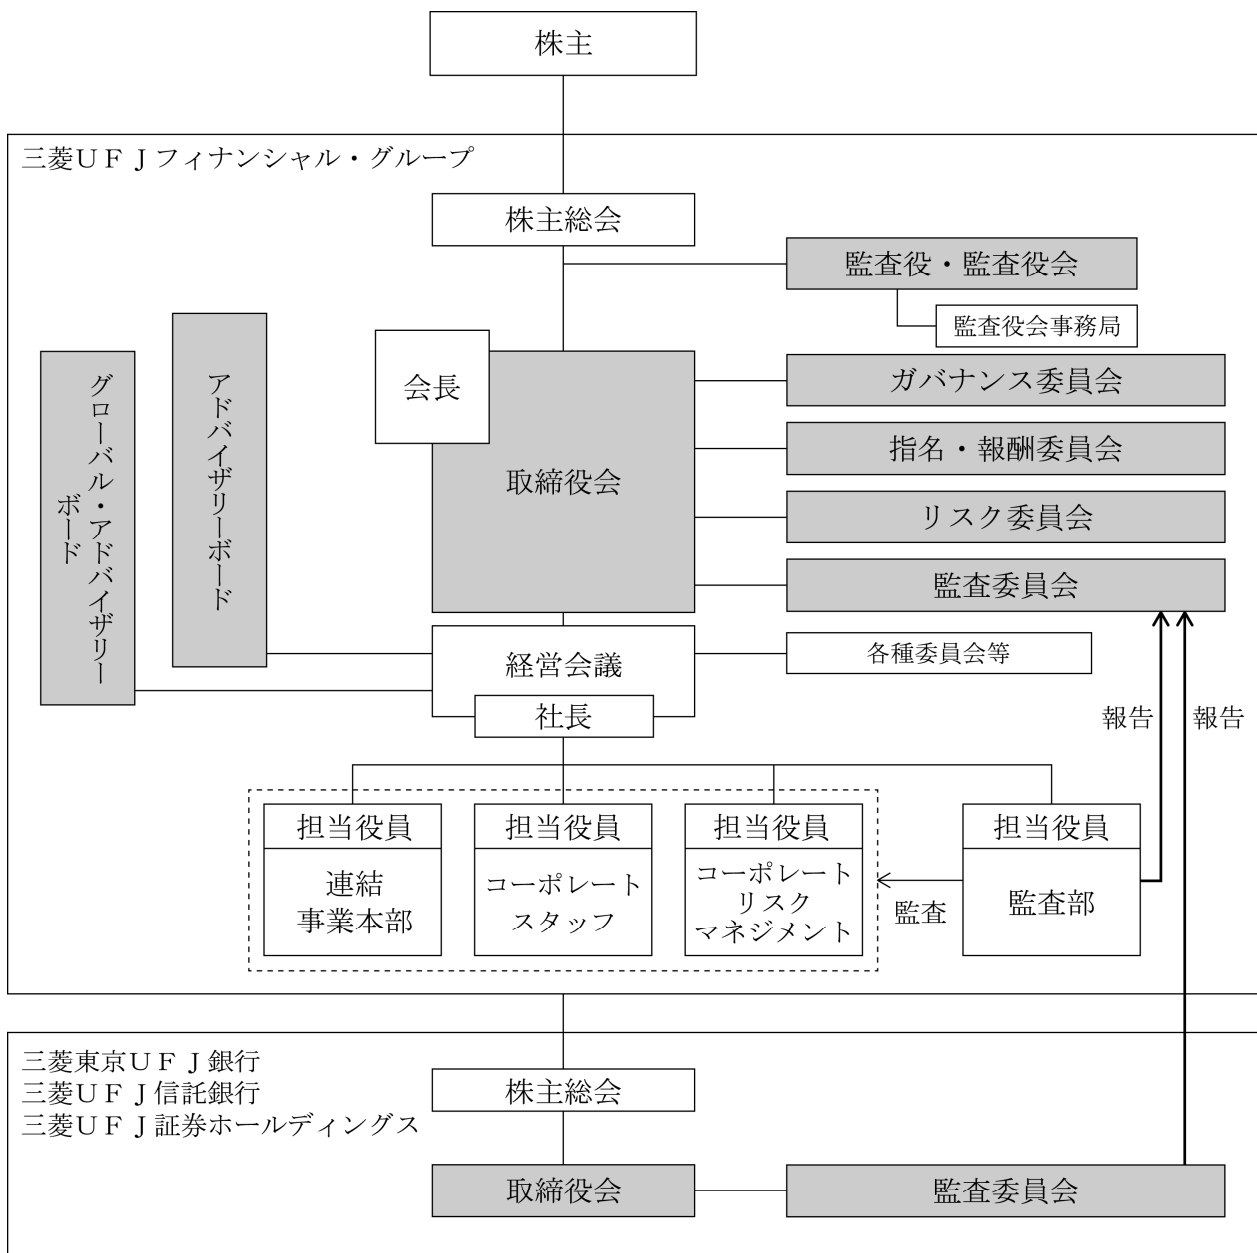 株主
三菱ＵＦＪフィナンシャル・グループ
株主総会
監査役・監査役会
監査役会事務局
会長
取締役会
ガバナンス委員会
指名・報酬委員会
リスク委員会
監査委員会
グローバル・アドバイザリー
ボード
アドバイザリーボード
経営会議
各種委員会等
社長
報告
報告
担当役員
連結
事業本部
担当役員
コーポレート
スタッフ
担当役員
コーポレート
リスク
マネジメント
監査
担当役員
監査部
三菱東京ＵＦＪ銀行
三菱ＵＦＪ信託銀行
三菱ＵＦＪ証券ホールディングス
株主総会
取締役会
監査委員会